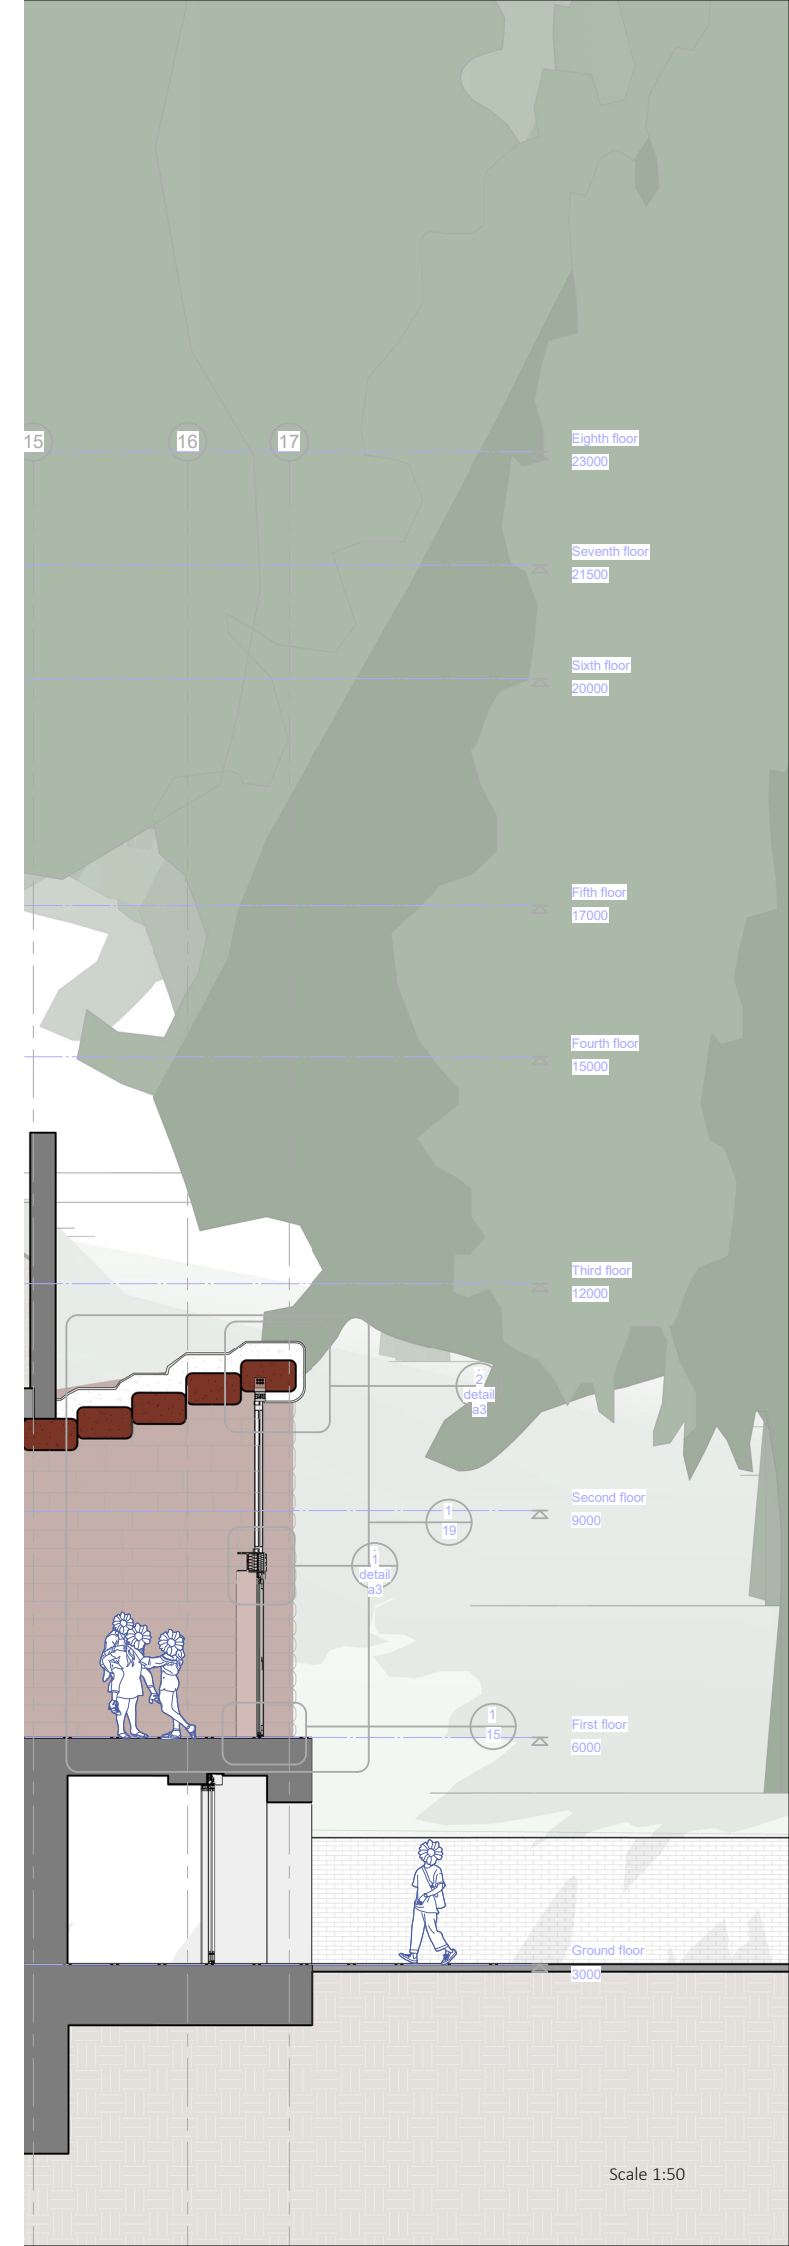 15
16
17
Eighth floor
23000
Seventh floor
21500
Sixth floor
20000
Fifth floor
17000
Fourth floor
15000
Third floor
12000
2
detail
a3
Second floor
9000
1
19
1
detail
a3
1
15
First floor
6000
Ground floor
3000
Scale 1:50